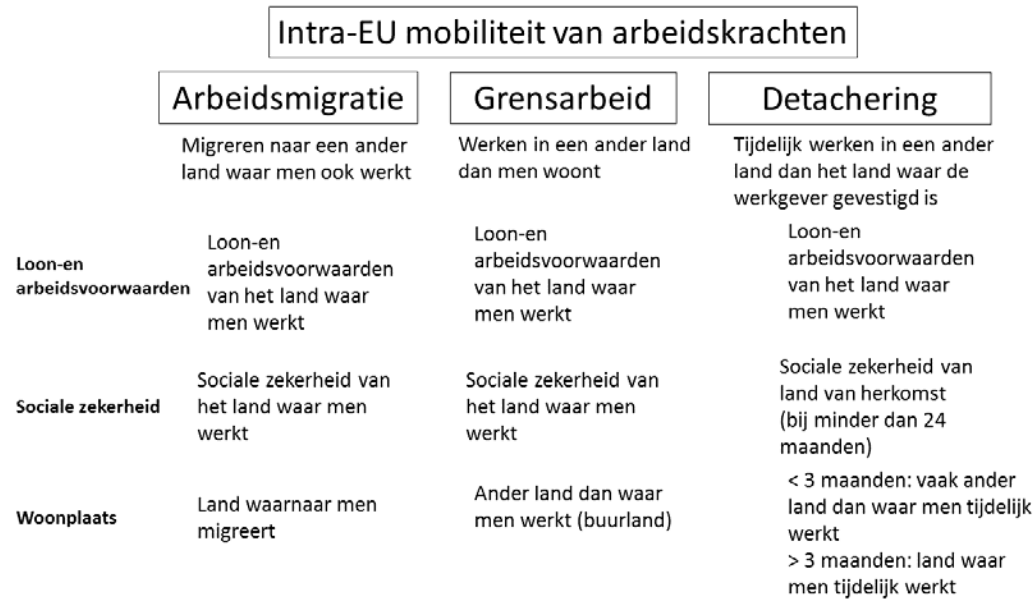 Intra-EU mobiliteit van arbeidskrachten
Arbeidsmigratie
Grensarbeid
Detachering
Migreren naar een ander
land waar men ook werkt
Werken in een ander land
dan men woont
Tijdelijk werken in een ander
land dan het land waar de
werkgever gevestigd is
Loon-en
arbeidsvoorwaarden
Loon-en
arbeidsvoorwaarden
van het land waar
men werkt
Loon-en
arbeidsvoorwaarden
van het land waar
men werkt
Loon-en
arbeidsvoorwaarden
van het land waar
men werkt
Sociale zekerheid
Sociale zekerheid van
het land waar men
werkt
Sociale zekerheid van
het land waar men
werkt
Sociale zekerheid van
land van herkomst
(bij minder dan 24
maanden)
Woonplaats
Land waarnaar men
migreert
Ander land dan waar
men werkt (buurland)
< 3 maanden: vaak ander
land dan waar men tijdelijk
werkt
> 3 maanden: land waar
men tijdelijk werkt